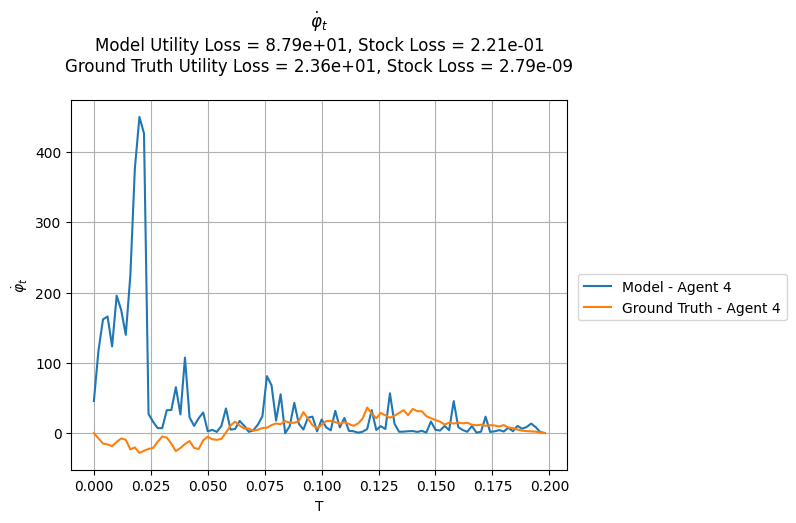 φ̇ₜ
Model Utility Loss = 8.79e+01, Stock Loss = 2.21e-01
Ground Truth Utility Loss = 2.36e+01, Stock Loss = 2.79e-09
φ̇ₜ
400
300
200
100
0
0.000 0.025 0.050 0.075 0.100 0.125 0.150 0.175 0.200
T
Model - Agent 4
Ground Truth - Agent 4